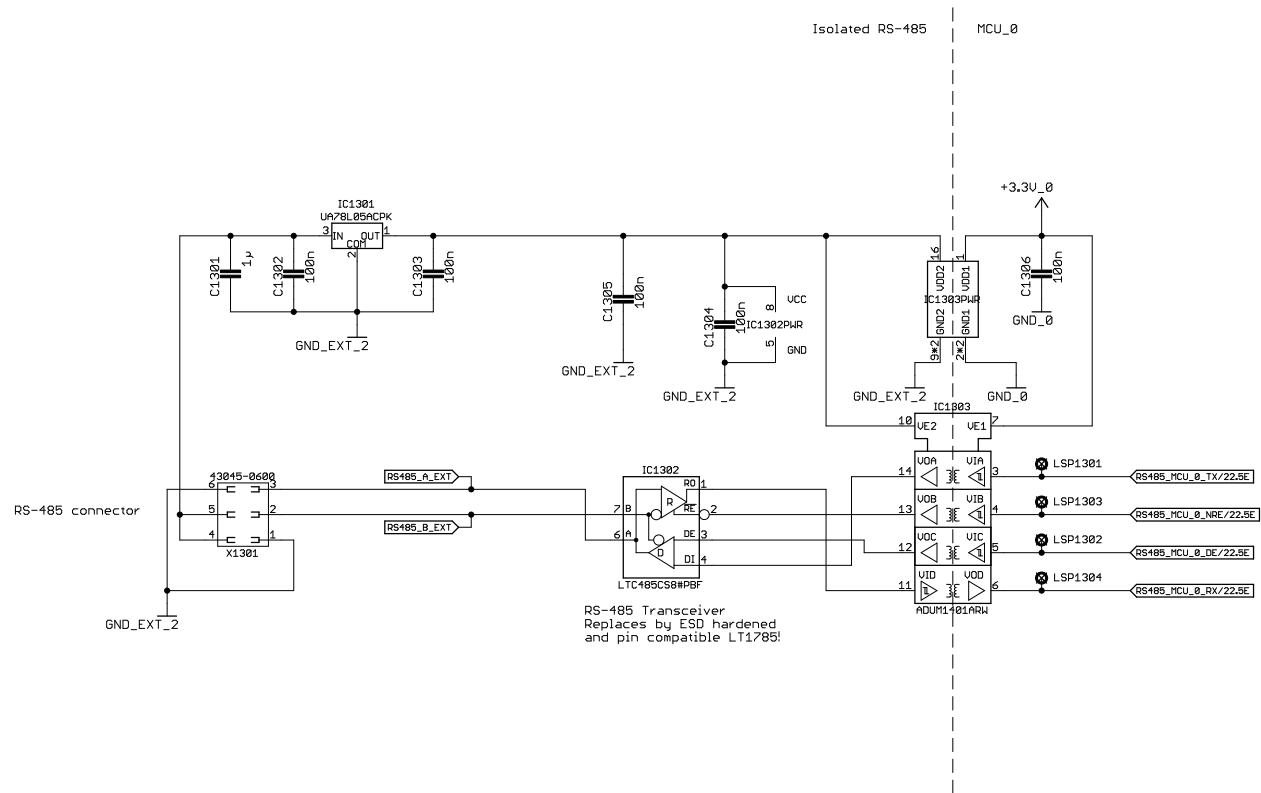 Isolated RS-485
MCU_0
+3.3V_0
IC1301
UA78L05ACPK
3
IN
OUT
1
COM
2
C1301
1µ
C1302
100n
C1303
100n
GND_EXT_2
C1305
100n
GND_EXT_2
C1304
100n
8
VCC
IC1302PWR
5
GND
GND_EXT_2
16
1
VDD2
VDD1
IC1303PWR
GND2
GND1
9*2
2*2
GND_EXT_2
GND_0
C1306
100n
GND_0
IC1303
10
VE2
VE1
7
VOA
VIA
14
3
LSP1301
RS485_MCU_0_TX/22.5E
VOB
VIB
13
4
LSP1303
RS485_MCU_0_NRE/22.5E
VOC
VIC
12
5
LSP1302
RS485_MCU_0_DE/22.5E
VID
VOD
11
6
LSP1304
RS485_MCU_0_RX/22.5E
ADUM1401ARW
RS-485 connector
43045-0600
6
3
5
2
4
1
X1301
GND_EXT_2
RS485_A_EXT
RS485_B_EXT
IC1302
RO
1
R
7
B
RE
2
6
A
DE
3
D
DI
4
LTC485CS8#PBF
RS-485 Transceiver
Replaces by ESD hardened
and pin compatible LT1785!